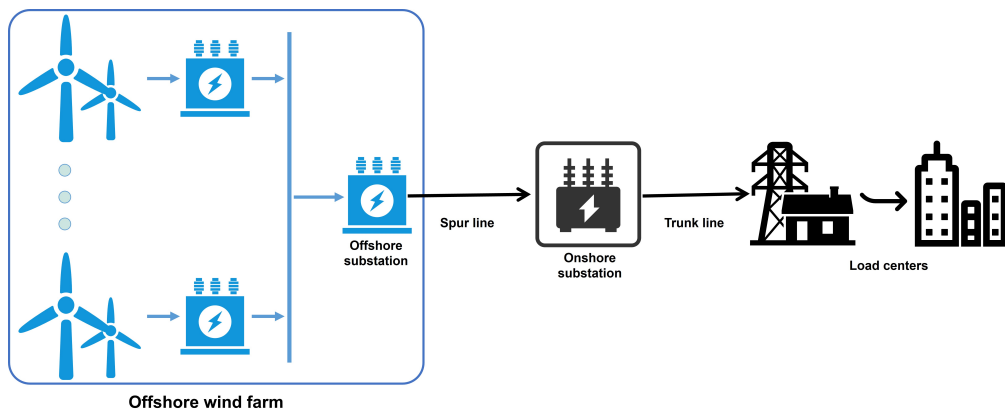 Offshore
substation
Spur line
Onshore
substation
Trunk line
Load centers
Offshore wind farm